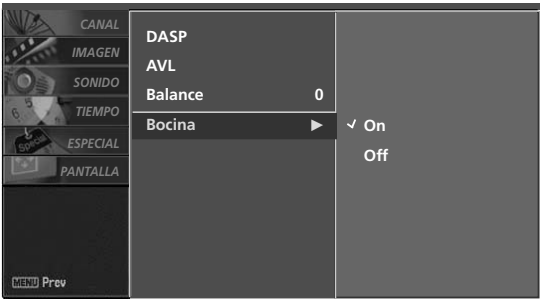 CANAL
IMAGEN
SONIDO
TIEMPO
ESPECIAL
PANTALLA
MENU Prev
DASP
AVL
Balance 0
Bocina ▶
✓ On
Off